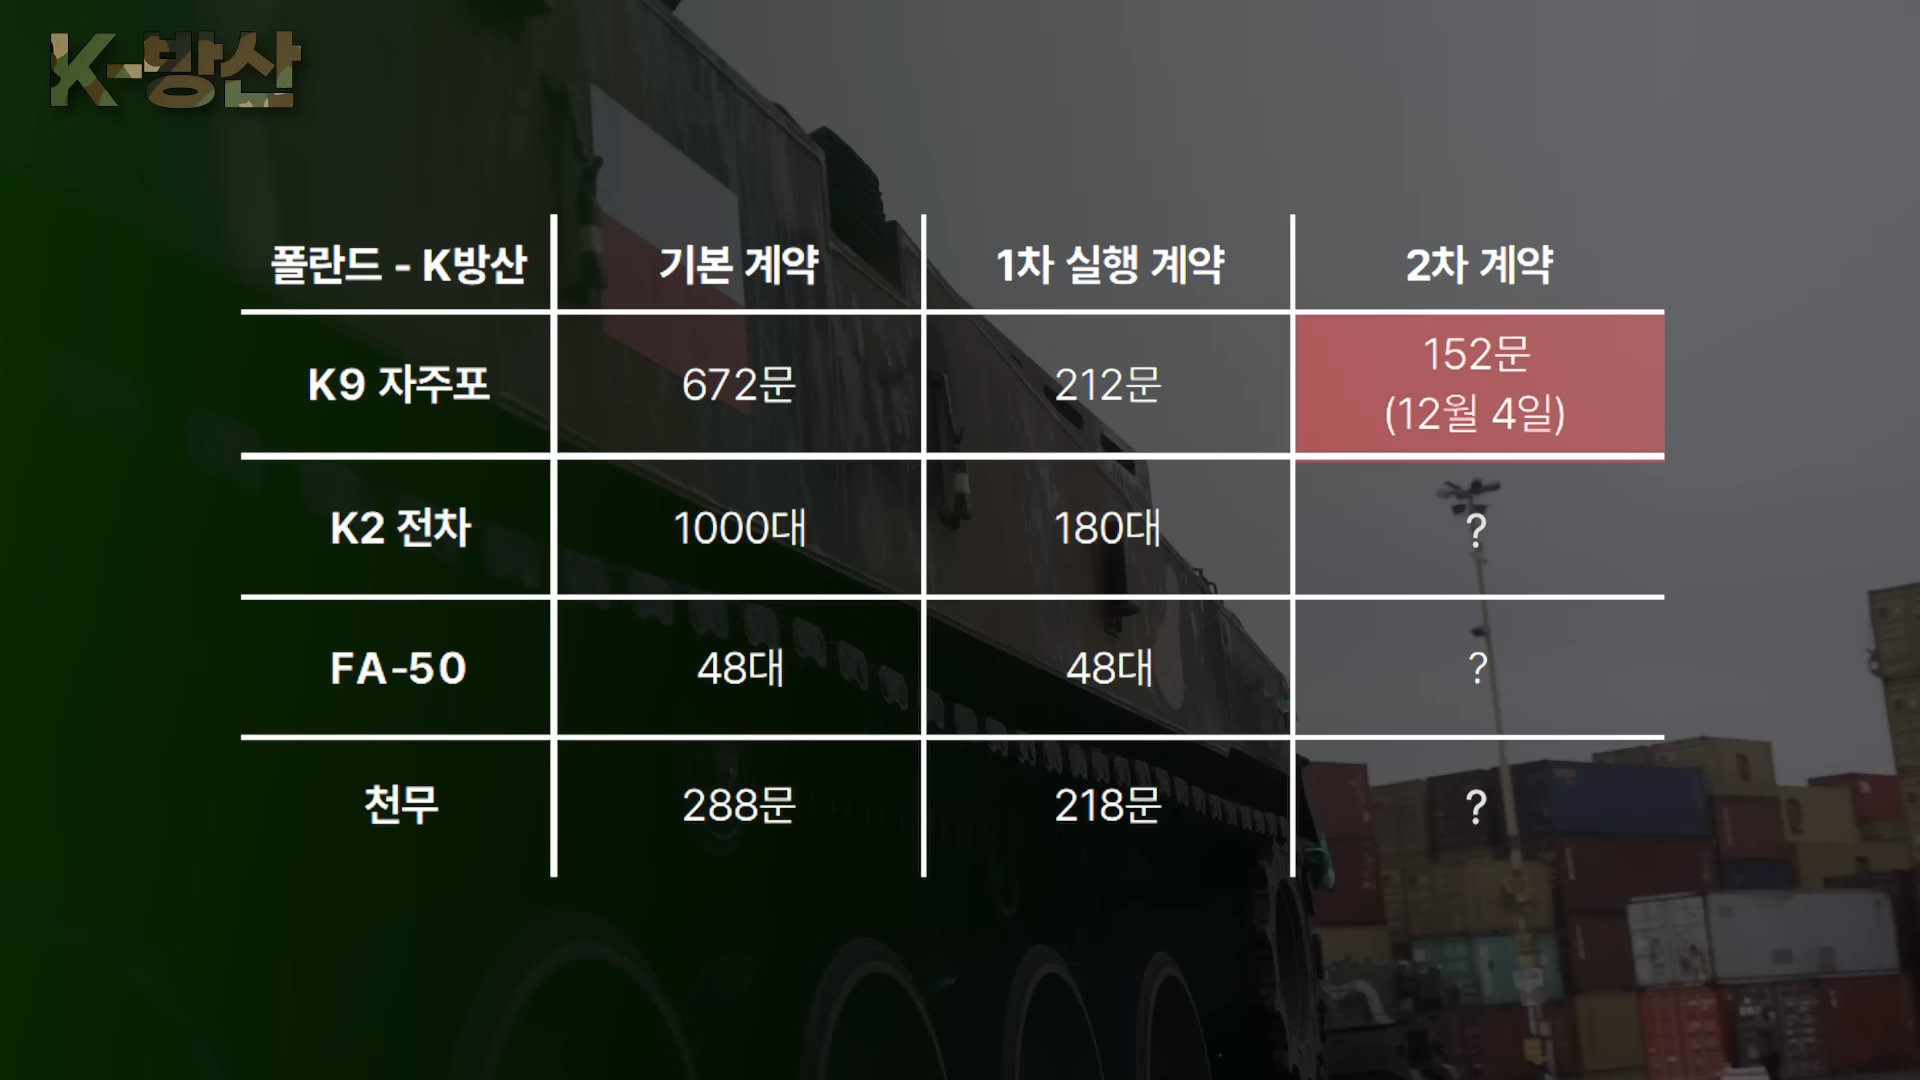 K-방산
폴란드 - K방산 기본 계약 1차 실행 계약 2차 계약
K9 자주포 672문 212문 152문
(12월 4일)
K2 전차 1000대 180대 ?
FA-50 48대 48대 ?
천무 288문 218문 ?